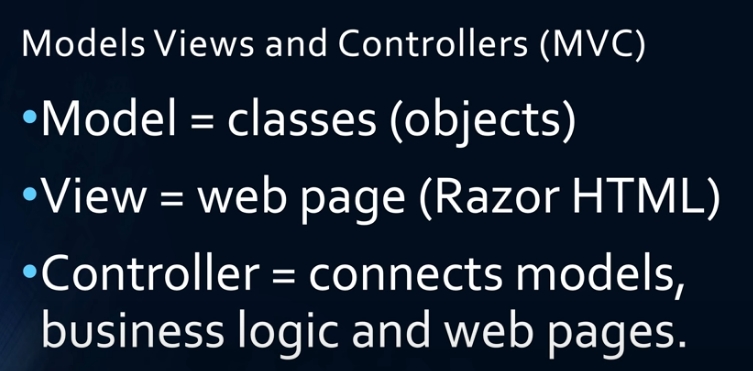 Models Views and Controllers (MVC)
•Model = classes (objects)
•View = web page (Razor HTML)
•Controller = connects models,
business logic and web pages.